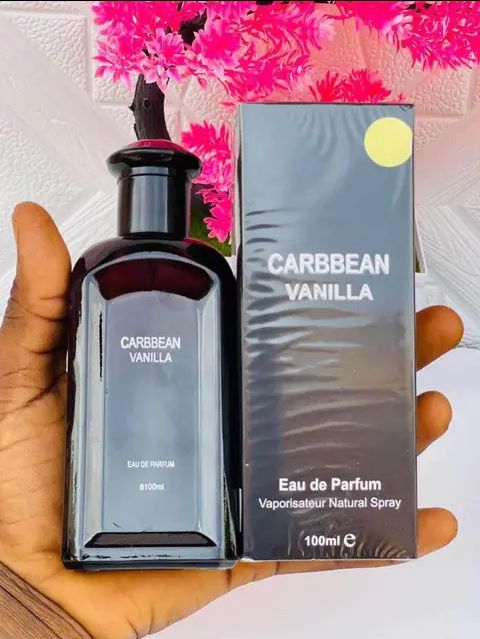 CARBBEAN
VANILLA
EAU DE PARFUM
e100ml
CARBBEAN
VANILLA
Eau de Parfum
Vaporisateur Natural Spray
100ml e